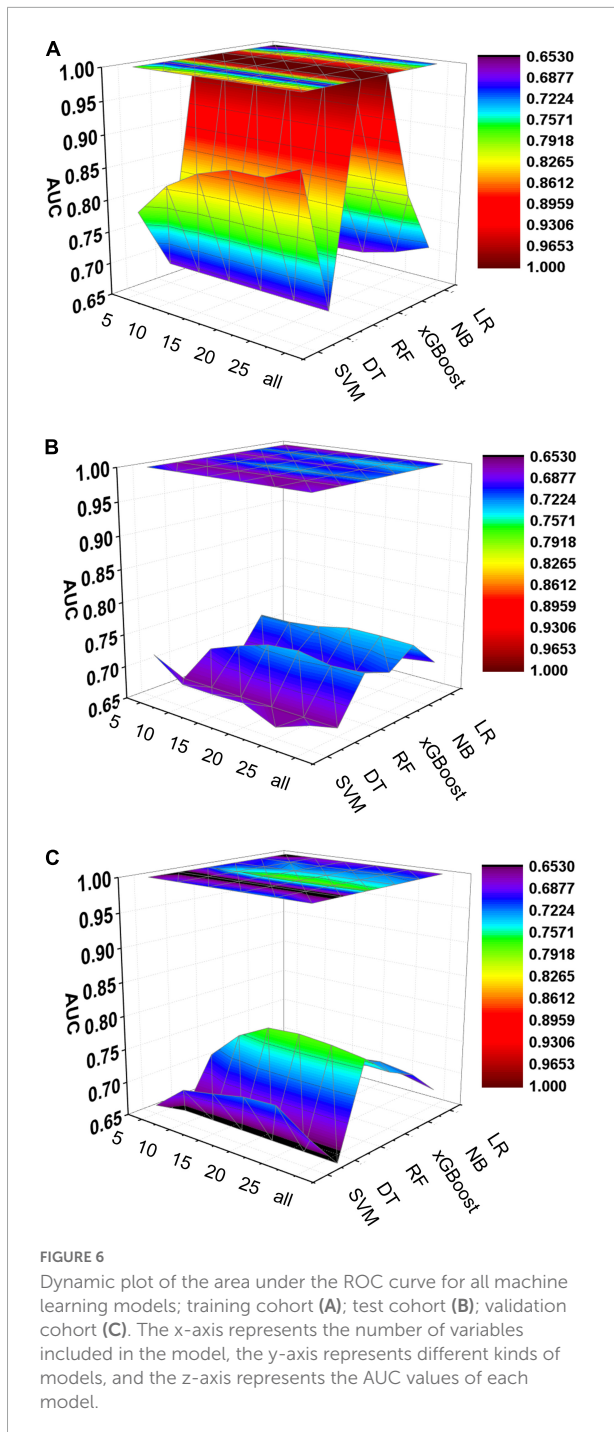 A
1.00
0.95
0.90
0.85
0.80
0.75
0.70
0.65
AUC
5
10
15
20
25
all
SVM
DT
RF
xGBoost
NB
LR
0.6530
0.6877
0.7224
0.7571
0.7918
0.8265
0.8612
0.8959
0.9306
0.9653
1.000
B
1.00
0.95
0.90
0.85
0.80
0.75
0.70
0.65
AUC
5
10
15
20
25
all
SVM
DT
RF
xGBoost
NB
LR
0.6530
0.6877
0.7224
0.7571
0.7918
0.8265
0.8612
0.8959
0.9306
0.9653
1.000
C
1.00
0.95
0.90
0.85
0.80
0.75
0.70
0.65
AUC
5
10
15
20
25
all
SVM
DT
RF
xGBoost
NB
LR
0.6530
0.6877
0.7224
0.7571
0.7918
0.8265
0.8612
0.8959
0.9306
0.9653
1.000
FIGURE 6
Dynamic plot of the area under the ROC curve for all machine
learning models; training cohort (A); test cohort (B); validation
cohort (C). The x-axis represents the number of variables
included in the model, the y-axis represents different kinds of
models, and the z-axis represents the AUC values of each
model.